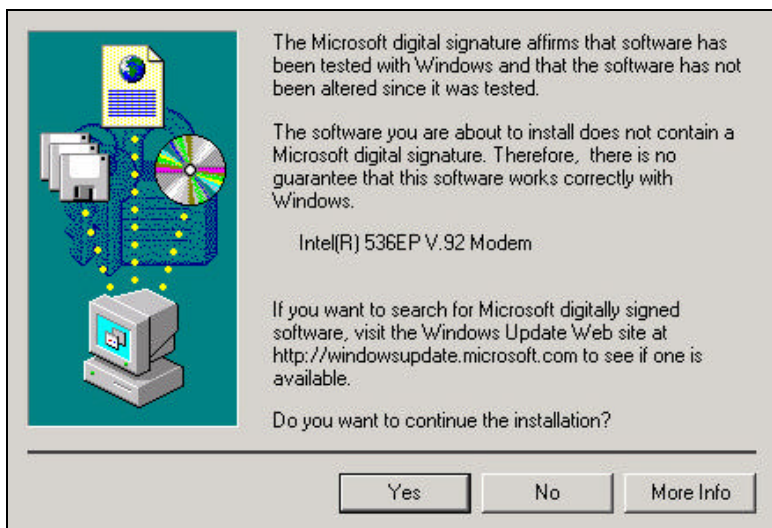 The Microsoft digital signature affirms that software has
been tested with Windows and that the software has not
been altered since it was tested.
The software you are about to install does not contain a
Microsoft digital signature. Therefore,  there is no
guarantee that this software works correctly with
Windows.
Intel(R) 536EP V.92 Modem
If you want to search for Microsoft digitally signed
software, visit the Windows Update Web site at
http://windowsupdate.microsoft.com to see if one is
available.
Do you want to continue the installation?
Yes
No
More Info